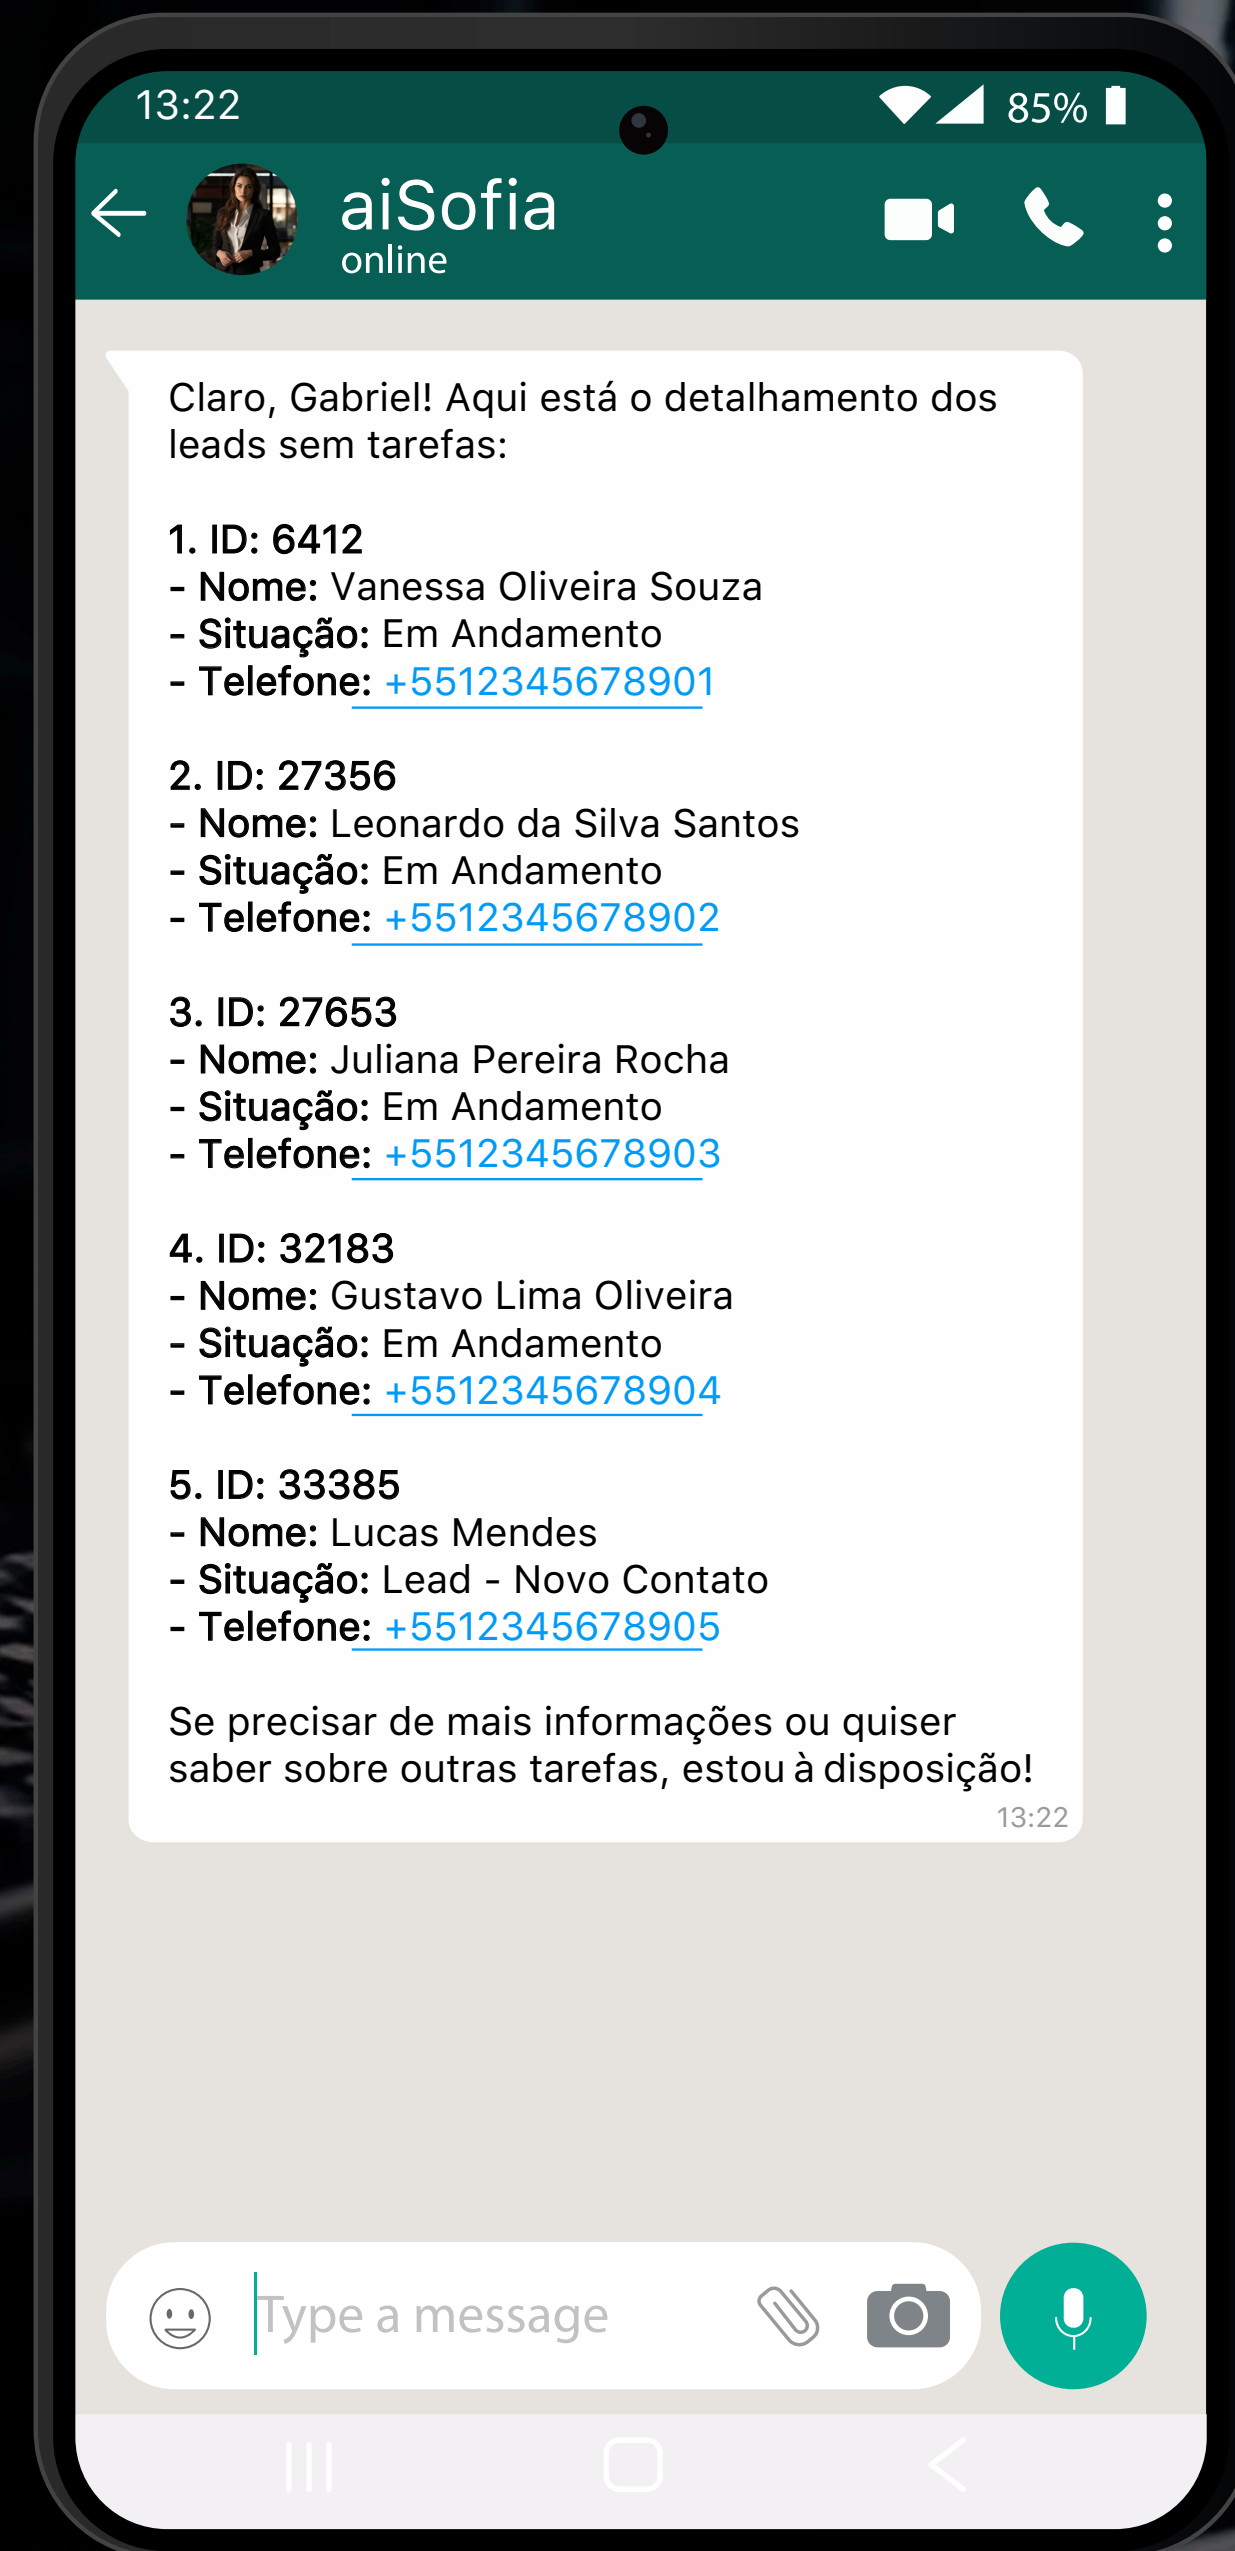 13:22
85%
aiSofia
online
Claro, Gabriel! Aqui está o detalhamento dos
leads sem tarefas:
1. ID: 6412
- Nome: Vanessa Oliveira Souza
- Situação: Em Andamento
- Telefone: +5512345678901
2. ID: 27356
- Nome: Leonardo da Silva Santos
- Situação: Em Andamento
- Telefone: +5512345678902
3. ID: 27653
- Nome: Juliana Pereira Rocha
- Situação: Em Andamento
- Telefone: +5512345678903
4. ID: 32183
- Nome: Gustavo Lima Oliveira
- Situação: Em Andamento
- Telefone: +5512345678904
5. ID: 33385
- Nome: Lucas Mendes
- Situação: Lead - Novo Contato
- Telefone: +5512345678905
Se precisar de mais informações ou quiser
saber sobre outras tarefas, estou à disposição!
13:22
Type a message